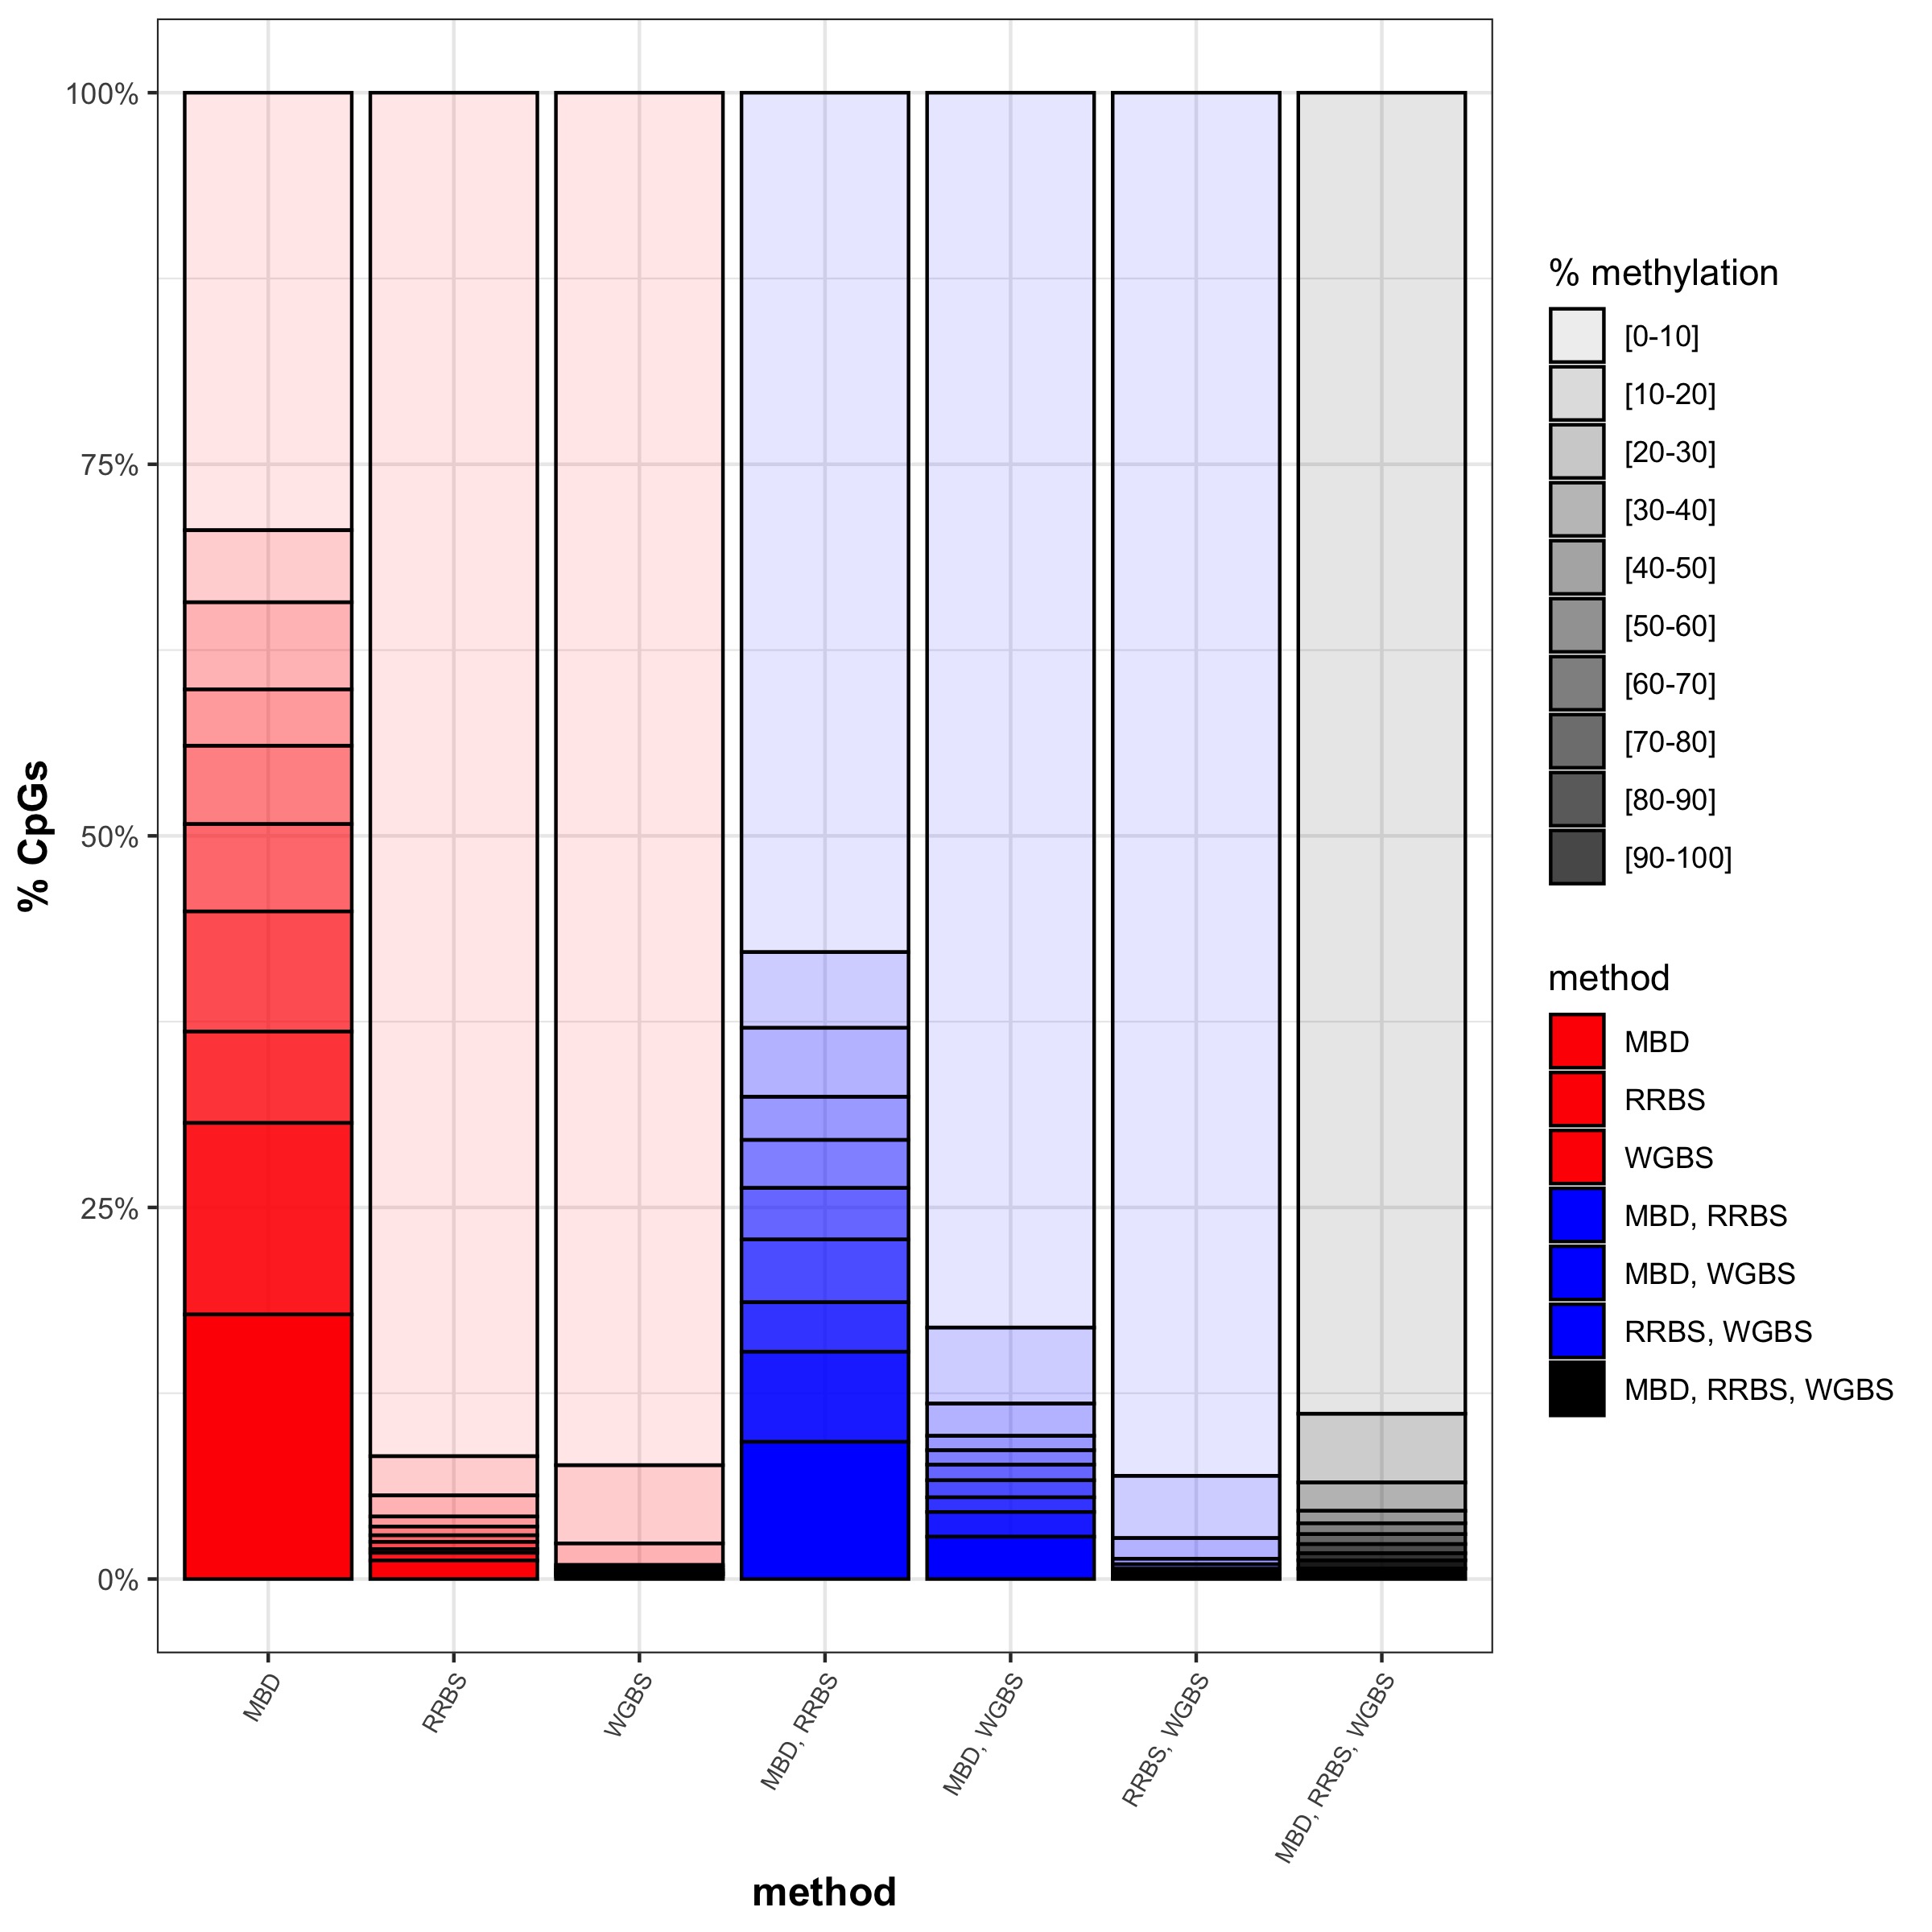 100%
75%
50%
25%
0%
% CpGs
MBD
RRBS
WGBS
MBD, RRBS
MBD, WGBS
RRBS, WGBS
MBD, RRBS, WGBS
method
% methylation
[0-10]
[10-20]
[20-30]
[30-40]
[40-50]
[50-60]
[60-70]
[70-80]
[80-90]
[90-100]
method
MBD
RRBS
WGBS
MBD, RRBS
MBD, WGBS
RRBS, WGBS
MBD, RRBS, WGBS